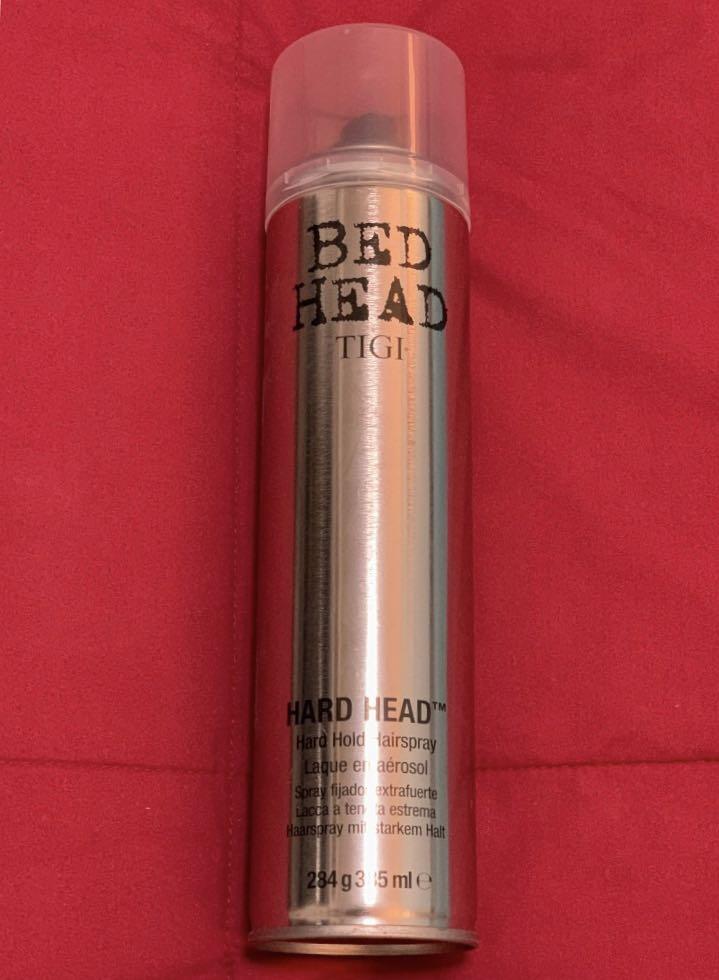 BED
HEAD
TIGI
HARD HEAD™
Hard Hold Hairspray
Laque en aérosol
Spray fijador extrafuerte
Lacca a tenuta estrema
Haarspray mit starkem Halt
284 g 385 ml ℮